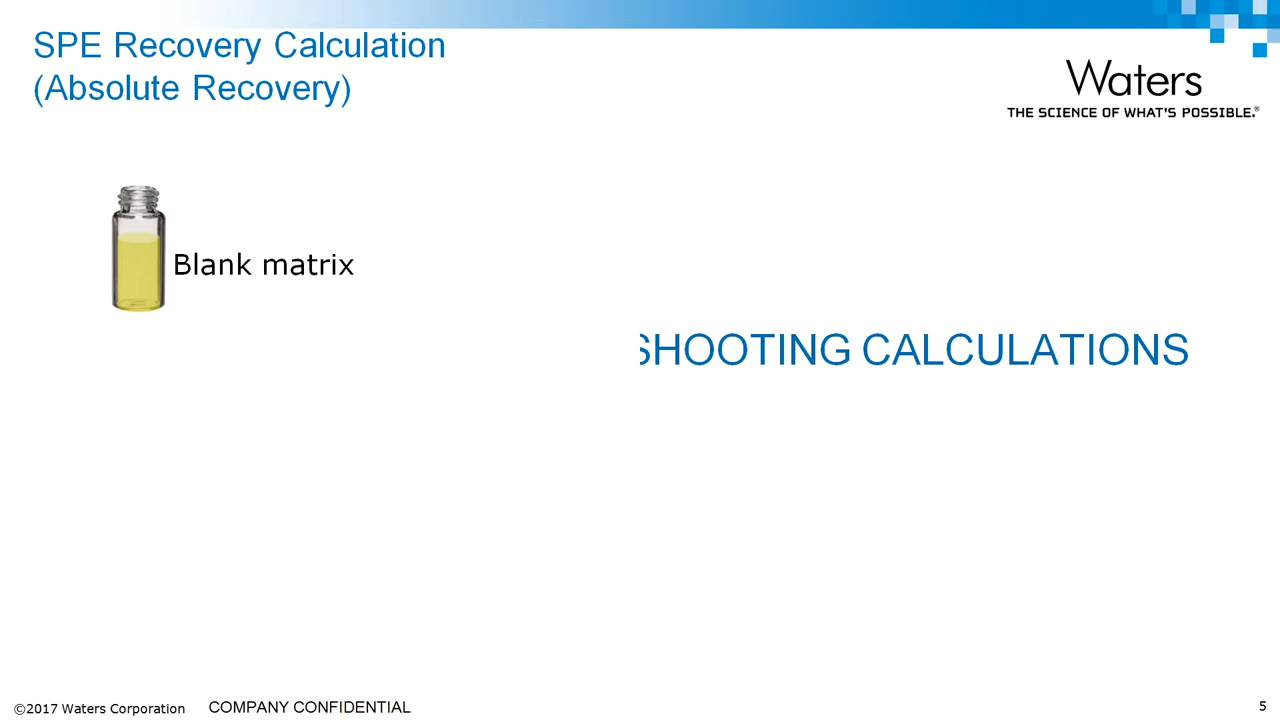 SPE Recovery Calculation
(Absolute Recovery)
Waters
THE SCIENCE OF WHAT'S POSSIBLE.®
Blank matrix
SHOOTING CALCULATIONS
©2017 Waters Corporation COMPANY CONFIDENTIAL 5